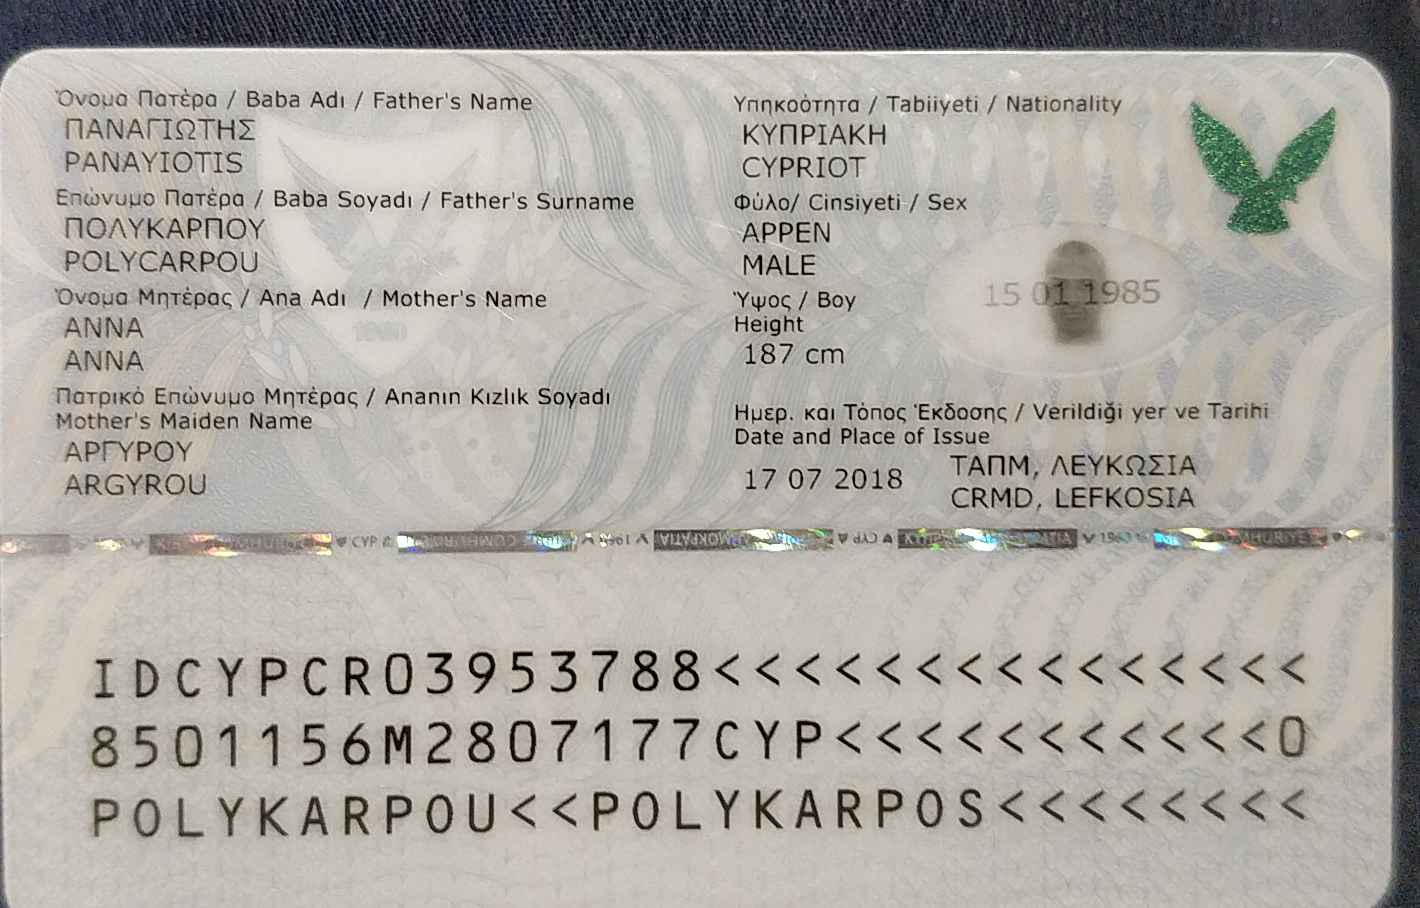 Όνομα Πατέρα / Baba Adı / Father's Name
ΠΑΝΑΓΙΩΤΗΣ
PANAYIOTIS
Επώνυμο Πατέρα / Baba Soyadı / Father's Surname
ΠΟΛΥΚΑΡΠΟΥ
POLYCARPOU
Όνομα Μητέρας / Ana Adı / Mother's Name
ΑΝΝΑ
ANNA
Πατρικό Επώνυμο Μητέρας / Ananın Kızlık Soyadı
Mother's Maiden Name
ΑΡΓΥΡΟΥ
ARGYROU
Υπηκοότητα / Tabiiyeti / Nationality
ΚΥΠΡΙΑΚΗ
CYPRIOT
Φύλο/ Cinsiyeti / Sex
ΑΡΡΕΝ
MALE
Ύψος / Boy
Height
187 cm
15 01 1985
Ημερ. και Τόπος Έκδοσης / Verildiği yer ve Tarihi
Date and Place of Issue
17 07 2018
ΤΑΠΜ, ΛΕΥΚΩΣΙΑ
CRMD, LEFKOSIA
IDCYPCR03953788<<<<<<<<<<<<<<<
8501156M2807177CYP<<<<<<<<<<<0
POLYKARPOU<<POLYKARPOS<<<<<<<<